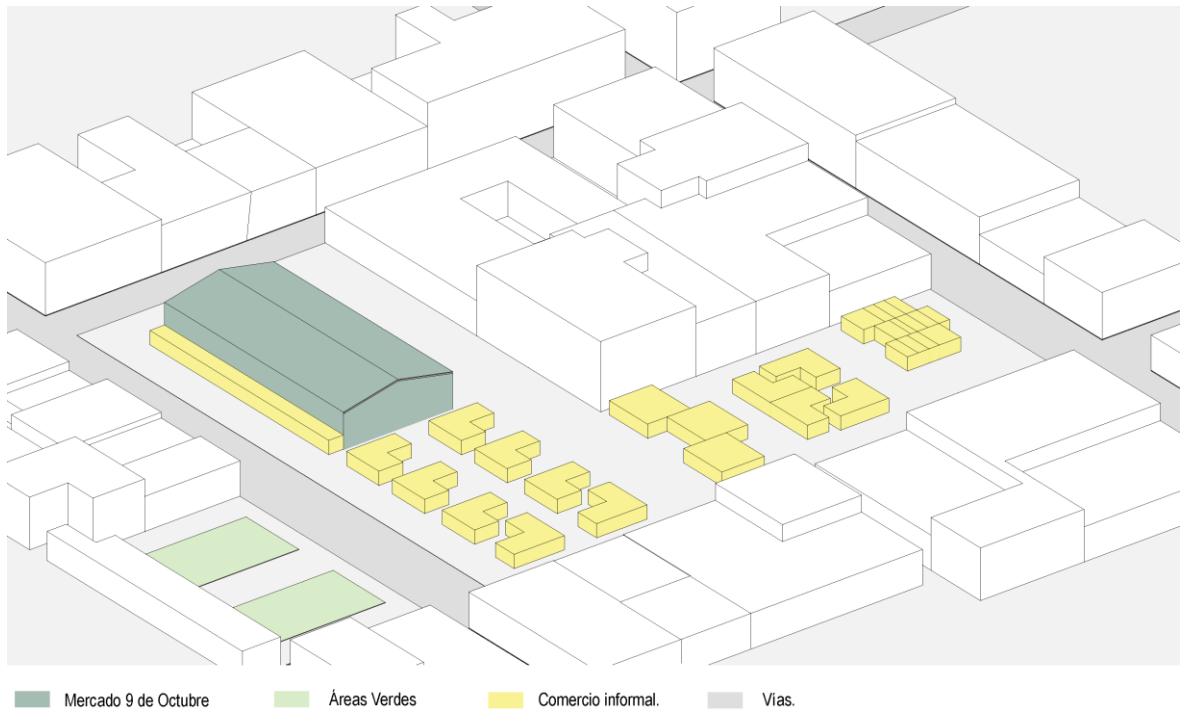 Mercado 9 de Octubre
Áreas Verdes
Comercio informal.
Vías.